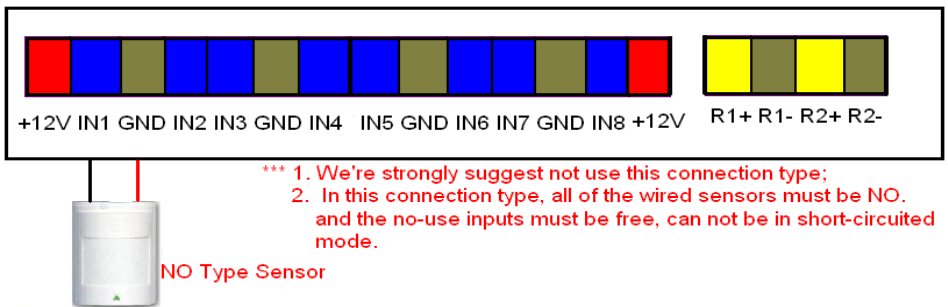 +12V IN1 GND IN2 IN3 GND IN4 IN5 GND IN6 IN7 GND IN8 +12V R1+ R1- R2+ R2-
*** 1. We're strongly suggest not use this connection type;
2. In this connection type, all of the wired sensors must be NO.
and the no-use inputs must be free, can not be in short-circuited
mode.
NO Type Sensor